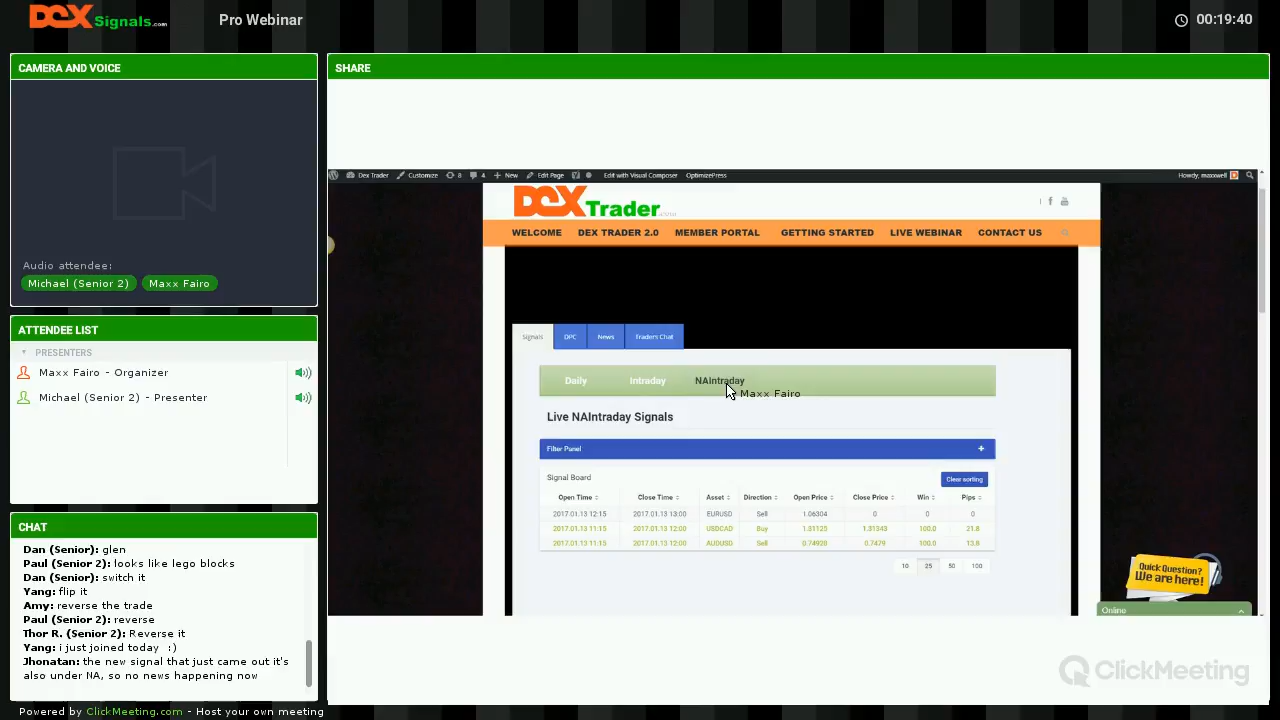 DEX Signals.com
Pro Webinar
00:19:40
CAMERA AND VOICE
Audio attendee:
Michael (Senior 2)
Maxx Fairo
ATTENDEE LIST
PRESENTERS
Maxx Fairo - Organizer
Michael (Senior 2) - Presenter
CHAT
Dan (Senior): glen
Paul (Senior 2): looks like lego blocks
Dan (Senior): switch it
Yang: flip it
Amy: reverse the trade
Paul (Senior 2): reverse
Thor R. (Senior 2): Reverse it
Yang: i just joined today :)
Jhonatan: the new signal that just came out it's
also under NA, so no news happening now
Powered by ClickMeeting.com - Host your own meeting
SHARE
Dex Trader Customize 8 4 + New Edit Page Edit with Visual Composer OptimizePress Howdy, maxwell
DEX Trader.com
WELCOME DEX TRADER 2.0 MEMBER PORTAL GETTING STARTED LIVE WEBINAR CONTACT US
Signals DPC News Traders Chat
Daily Intraday NAIntraday
Maxx Fairo
Live NAIntraday Signals
Filter Panel +
Signal Board Clear sorting
Open Time Close Time Asset Direction Open Price Close Price Win Pips
2017.01.13 12:15 2017.01.13 13:00 EURUSD Sell 1.06304 0 0 0
2017.01.13 11:15 2017.01.13 12:00 USDCAD Buy 1.31125 1.31343 100.0 21.8
2017.01.13 11:15 2017.01.13 12:00 AUDUSD Sell 0.74928 0.7479 100.0 13.8
10 25 50 100
Quick Question?
We are here!
Online
ClickMeeting